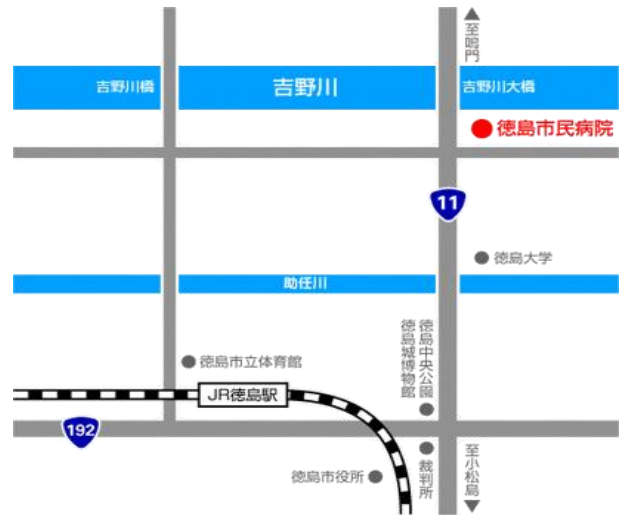 至鳴門
吉野川橋
吉野川
吉野川大橋
徳島市民病院
11
徳島大学
助任川
徳島中央公園
徳島城博物館
徳島市立体育館
JR徳島駅
192
徳島市役所
裁判所
至小松島